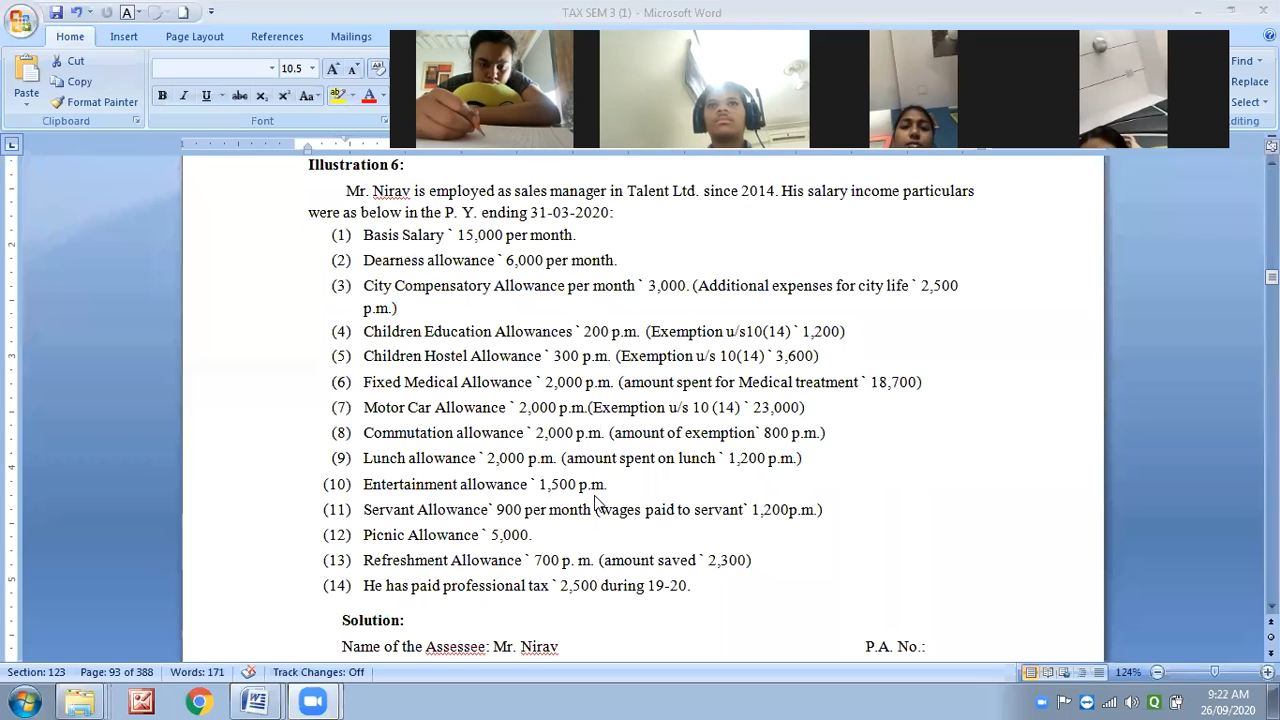 TAX SEM 3 (1) - Microsoft Word
Home Insert Page Layout References Mailings
Cut
Copy
Format Painter
Paste
Clipboard
10.5
Font
Find
Replace
Select
Editing
Illustration 6:
Mr. Nirav is employed as sales manager in Talent Ltd. since 2014. His salary income particulars
were as below in the P. Y. ending 31-03-2020:
(1) Basis Salary ` 15,000 per month.
(2) Dearness allowance ` 6,000 per month.
(3) City Compensatory Allowance per month ` 3,000. (Additional expenses for city life ` 2,500
p.m.)
(4) Children Education Allowances ` 200 p.m. (Exemption u/s10(14) ` 1,200)
(5) Children Hostel Allowance ` 300 p.m. (Exemption u/s 10(14) ` 3,600)
(6) Fixed Medical Allowance ` 2,000 p.m. (amount spent for Medical treatment ` 18,700)
(7) Motor Car Allowance ` 2,000 p.m.(Exemption u/s 10 (14) ` 23,000)
(8) Commutation allowance ` 2,000 p.m. (amount of exemption` 800 p.m.)
(9) Lunch allowance ` 2,000 p.m. (amount spent on lunch ` 1,200 p.m.)
(10) Entertainment allowance ` 1,500 p.m.
(11) Servant Allowance` 900 per month (wages paid to servant` 1,200p.m.)
(12) Picnic Allowance ` 5,000.
(13) Refreshment Allowance ` 700 p. m. (amount saved ` 2,300)
(14) He has paid professional tax ` 2,500 during 19-20.
Solution:
Name of the Assessee: Mr. Nirav P.A. No.:
Section: 123 Page: 93 of 388 Words: 171 Track Changes: Off 124%
9:22 AM
26/09/2020